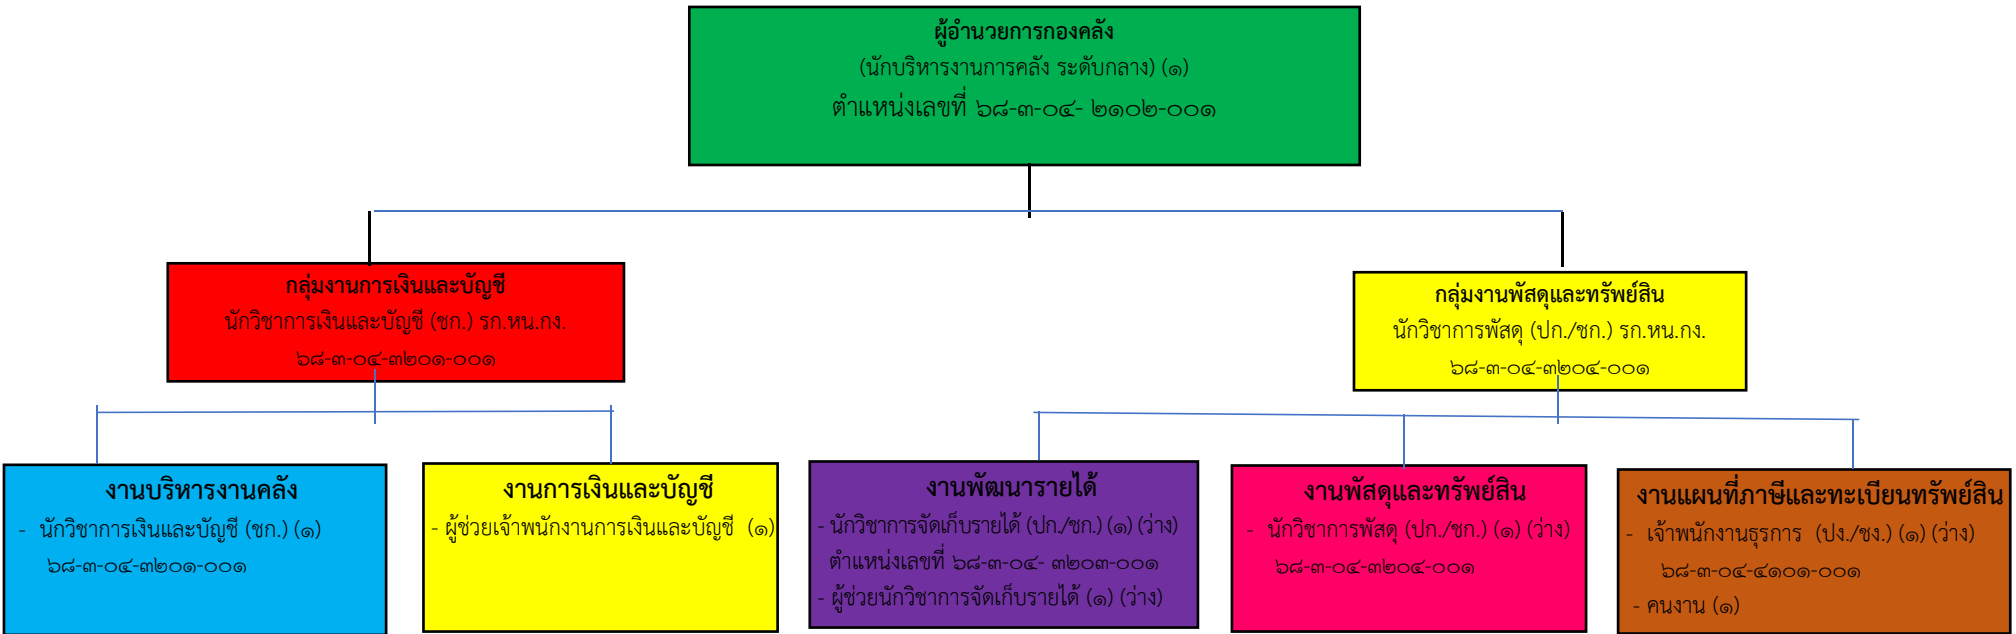 ผู้อำนวยการกองคลัง
(นักบริหารงานการคลัง ระดับกลาง) (๑)
ตำแหน่งเลขที่ ๖๘-๓-๐๔- ๒๑๐๒-๐๐๑
กลุ่มงานการเงินและบัญชี
นักวิชาการเงินและบัญชี (ชก.) รก.หน.กง.
๖๘-๓-๐๔-๓๒๐๑-๐๐๑
กลุ่มงานพัสดุและทรัพย์สิน
นักวิชาการพัสดุ (ปก./ชก.) รก.หน.กง.
๖๘-๓-๐๔-๓๒๐๔-๐๐๑
งานบริหารงานคลัง
- นักวิชาการเงินและบัญชี (ชก.) (๑)
๖๘-๓-๐๔-๓๒๐๑-๐๐๑
งานการเงินและบัญชี
- ผู้ช่วยเจ้าพนักงานการเงินและบัญชี (๑)
งานพัฒนารายได้
- นักวิชาการจัดเก็บรายได้ (ปก./ชก.) (๑) (ว่าง)
ตำแหน่งเลขที่ ๖๘-๓-๐๔- ๓๒๐๓-๐๐๑
- ผู้ช่วยนักวิชาการจัดเก็บรายได้ (๑) (ว่าง)
งานพัสดุและทรัพย์สิน
- นักวิชาการพัสดุ (ปก./ชก.) (๑) (ว่าง)
๖๘-๓-๐๔-๓๒๐๔-๐๐๑
งานแผนที่ภาษีและทะเบียนทรัพย์สิน
- เจ้าพนักงานธุรการ (ปง./ชง.) (๑) (ว่าง)
๖๘-๓-๐๔-๔๑๐๑-๐๐๑
- คนงาน (๑)